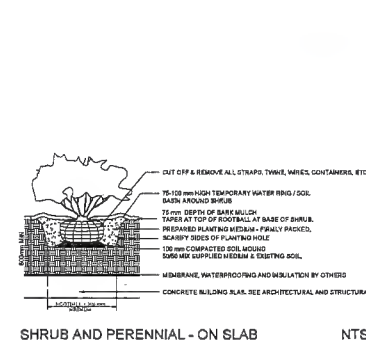 CUT OFF & REMOVE ALL STRAPS, TWINE, WIRES, CONTAINERS, ETC
75-100 mm HIGH TEMPORARY WATER RING / SOIL
BASIN AROUND SHRUB
75 mm DEPTH OF BARK MULCH
TAPER AT TOP OF ROOTBALL AT BASE OF SHRUB.
PREPARED PLANTING MEDIUM - FIRMLY PACKED.
SCARIFY SIDES OF PLANTING HOLE
100 mm COMPACTED SOIL MOUND
50/50 MIX SUPPLIED MEDIUM & EXISTING SOIL.
MEMBRANE, WATERPROOFING AND INSULATION BY OTHERS
CONCRETE BUILDING SLAB. SEE ARCHITECTURAL AND STRUCTURA
MINIMUM
SHRUB AND PERENNIAL - ON SLAB
NTS